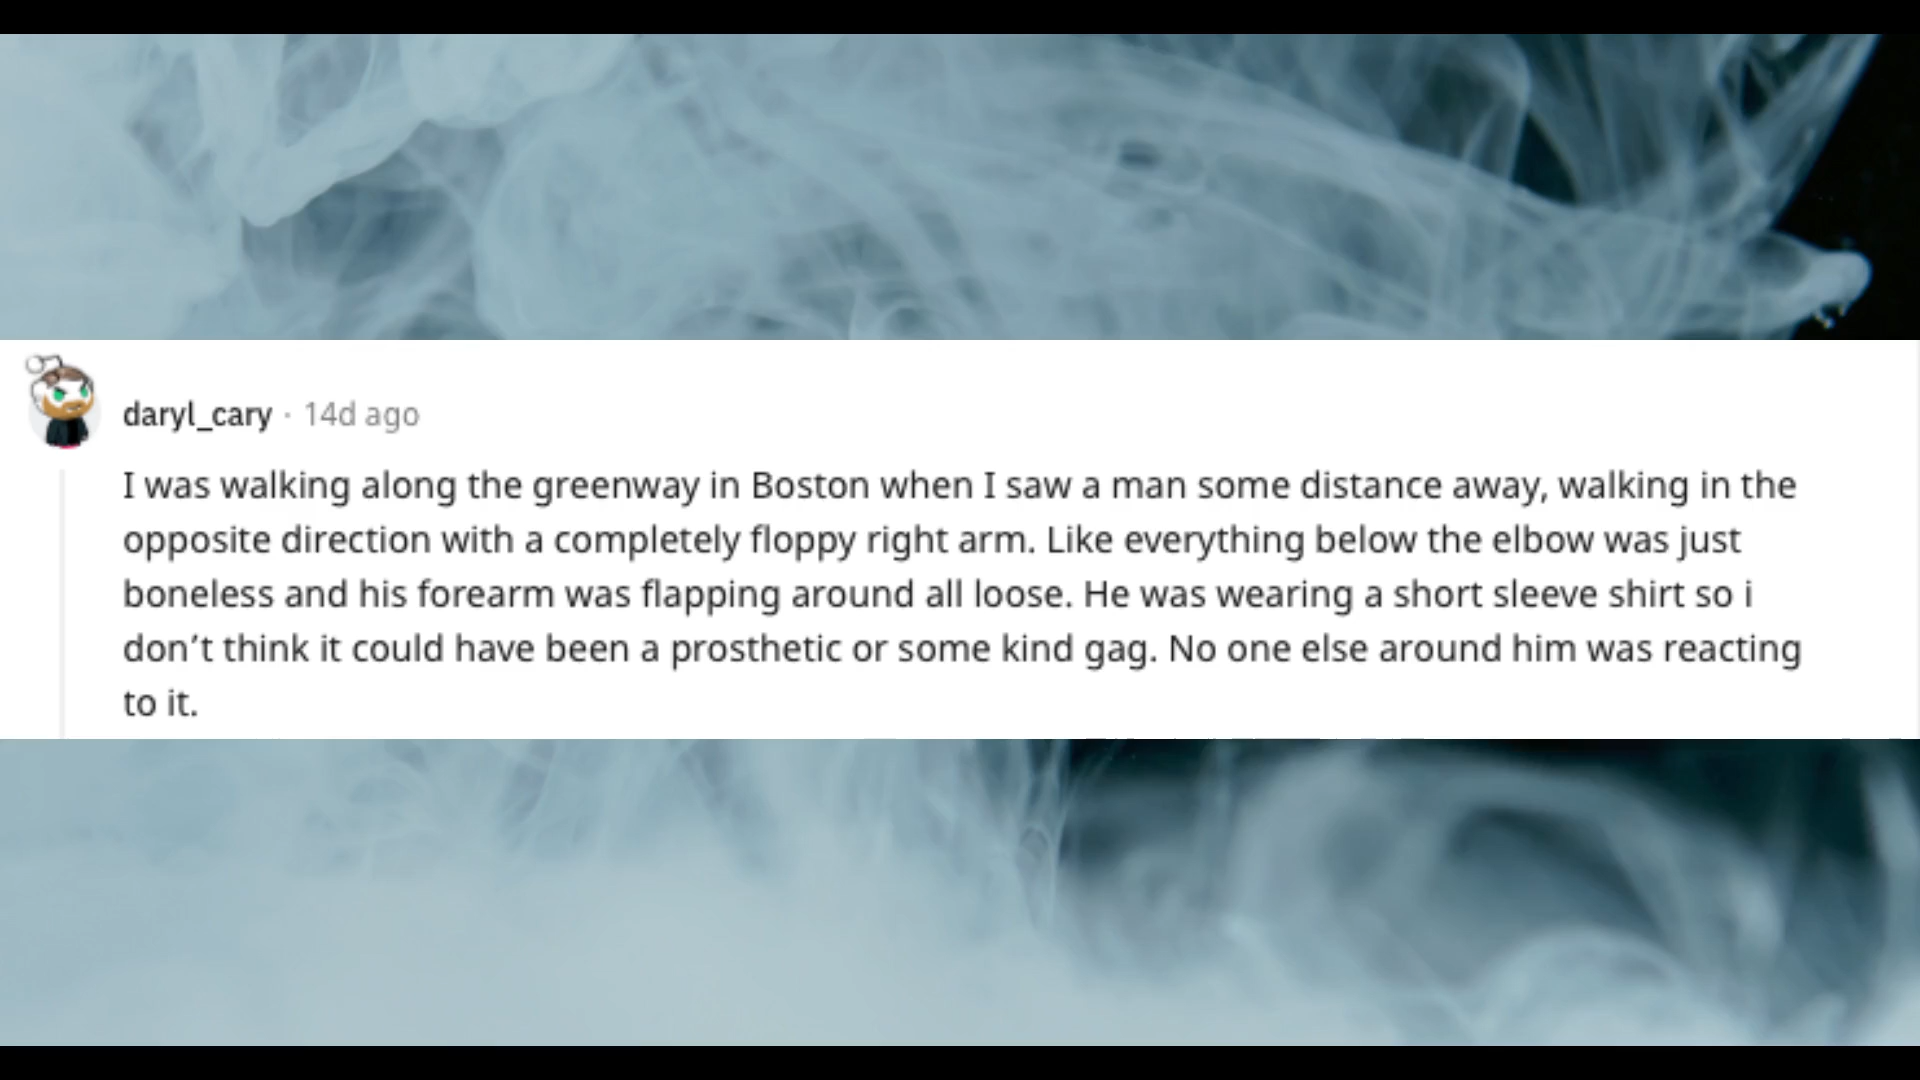 daryl_cary · 14d ago
I was walking along the greenway in Boston when I saw a man some distance away, walking in the
opposite direction with a completely floppy right arm. Like everything below the elbow was just
boneless and his forearm was flapping around all loose. He was wearing a short sleeve shirt so i
don’t think it could have been a prosthetic or some kind gag. No one else around him was reacting
to it.